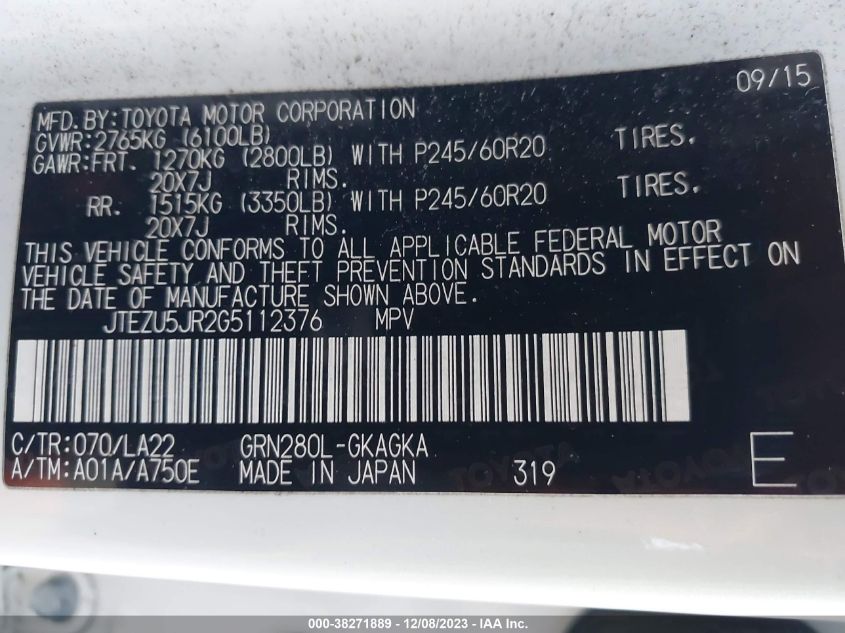 09/15
MFD.BY:TOYOTA MOTOR CORPORATION
GVWR:2765KG (6100LB)
GAWR:FRT. 1270KG (2800LB) WITH P245/60R20 TIRES.
20X7J RIMS.
RR. 1515KG (3350LB) WITH P245/60R20 TIRES.
20X7J RIMS.
THIS VEHICLE CONFORMS TO ALL APPLICABLE FEDERAL MOTOR
VEHICLE SAFETY AND THEFT PREVENTION STANDARDS IN EFFECT ON
THE DATE OF MANUFACTURE SHOWN ABOVE.
JTEZU5JR2G5112376 MPV
C/TR:070/LA22 GRN280L-GKAGKA
A/TM:A01A/A750E MADE IN JAPAN 319 E
000-38271889 - 12/08/2023 - IAA Inc.